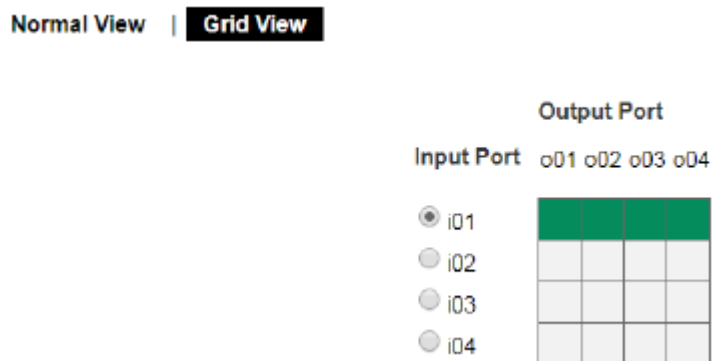 Normal View | Grid View
Output Port
Input Port o01 o02 o03 o04
i01
i02
i03
i04